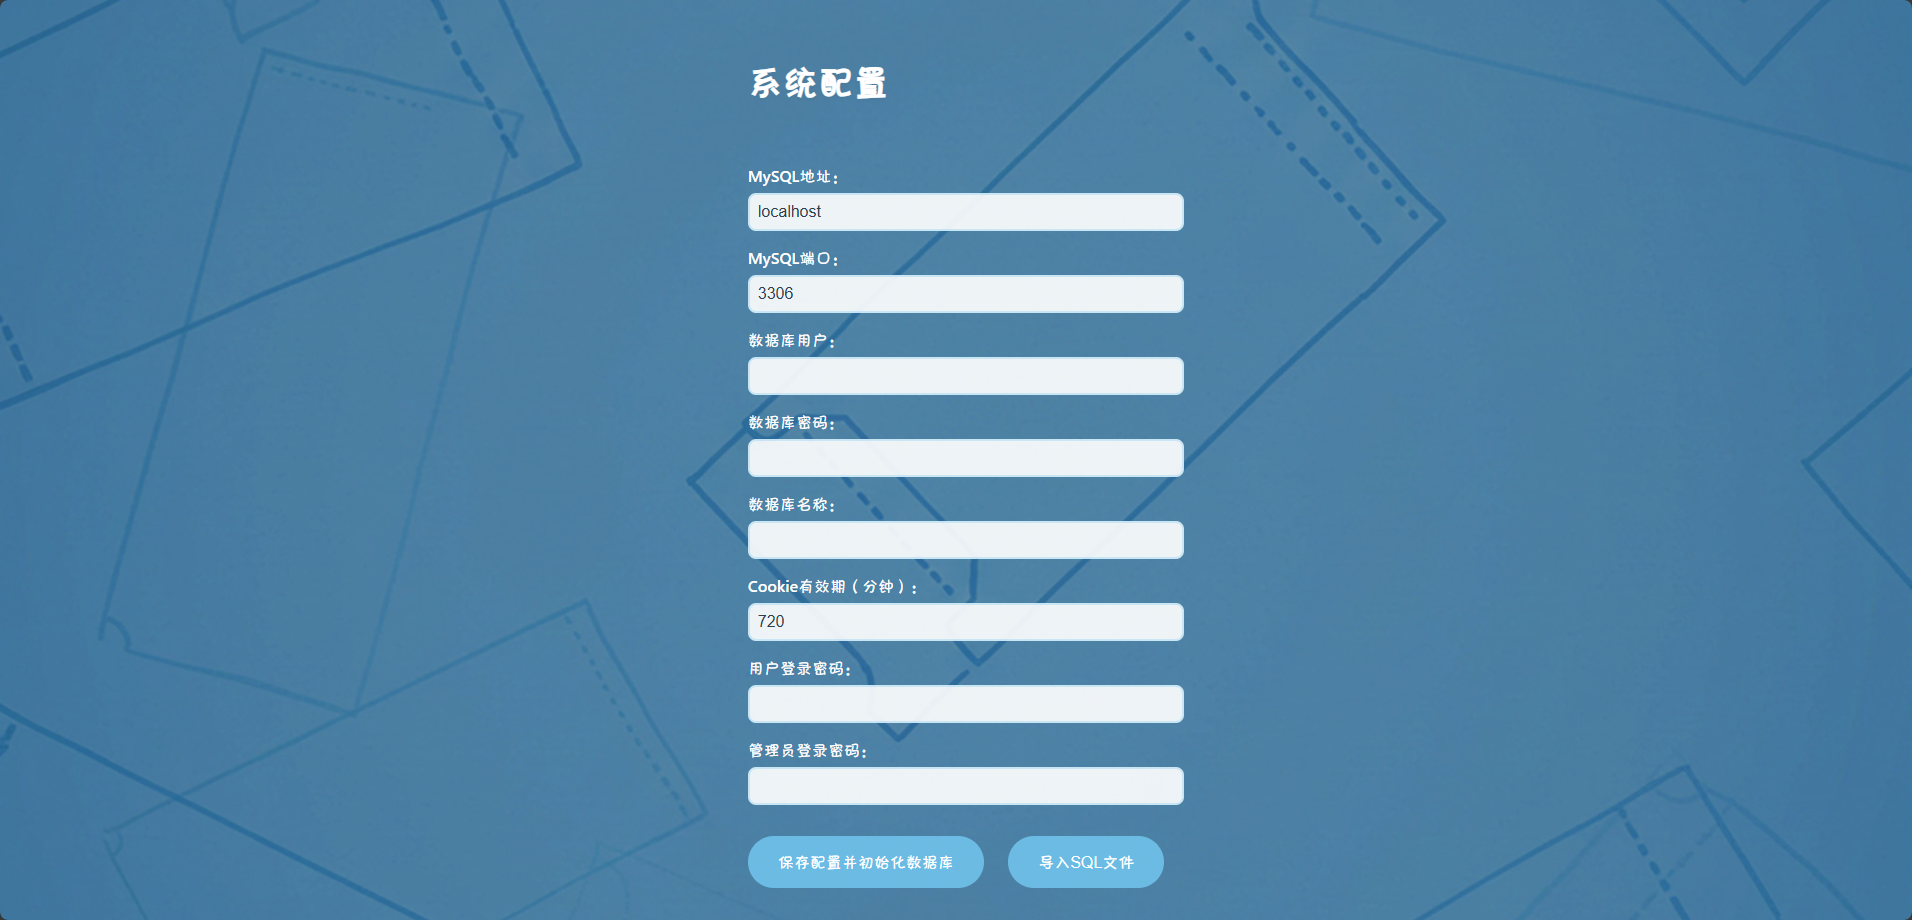 系统配置
MySQL地址：
localhost
MySQL端口：
3306
数据库用户：
数据库密码：
数据库名称：
Cookie有效期（分钟）：
720
用户登录密码：
管理员登录密码：
保存配置并初始化数据库
导入SQL文件